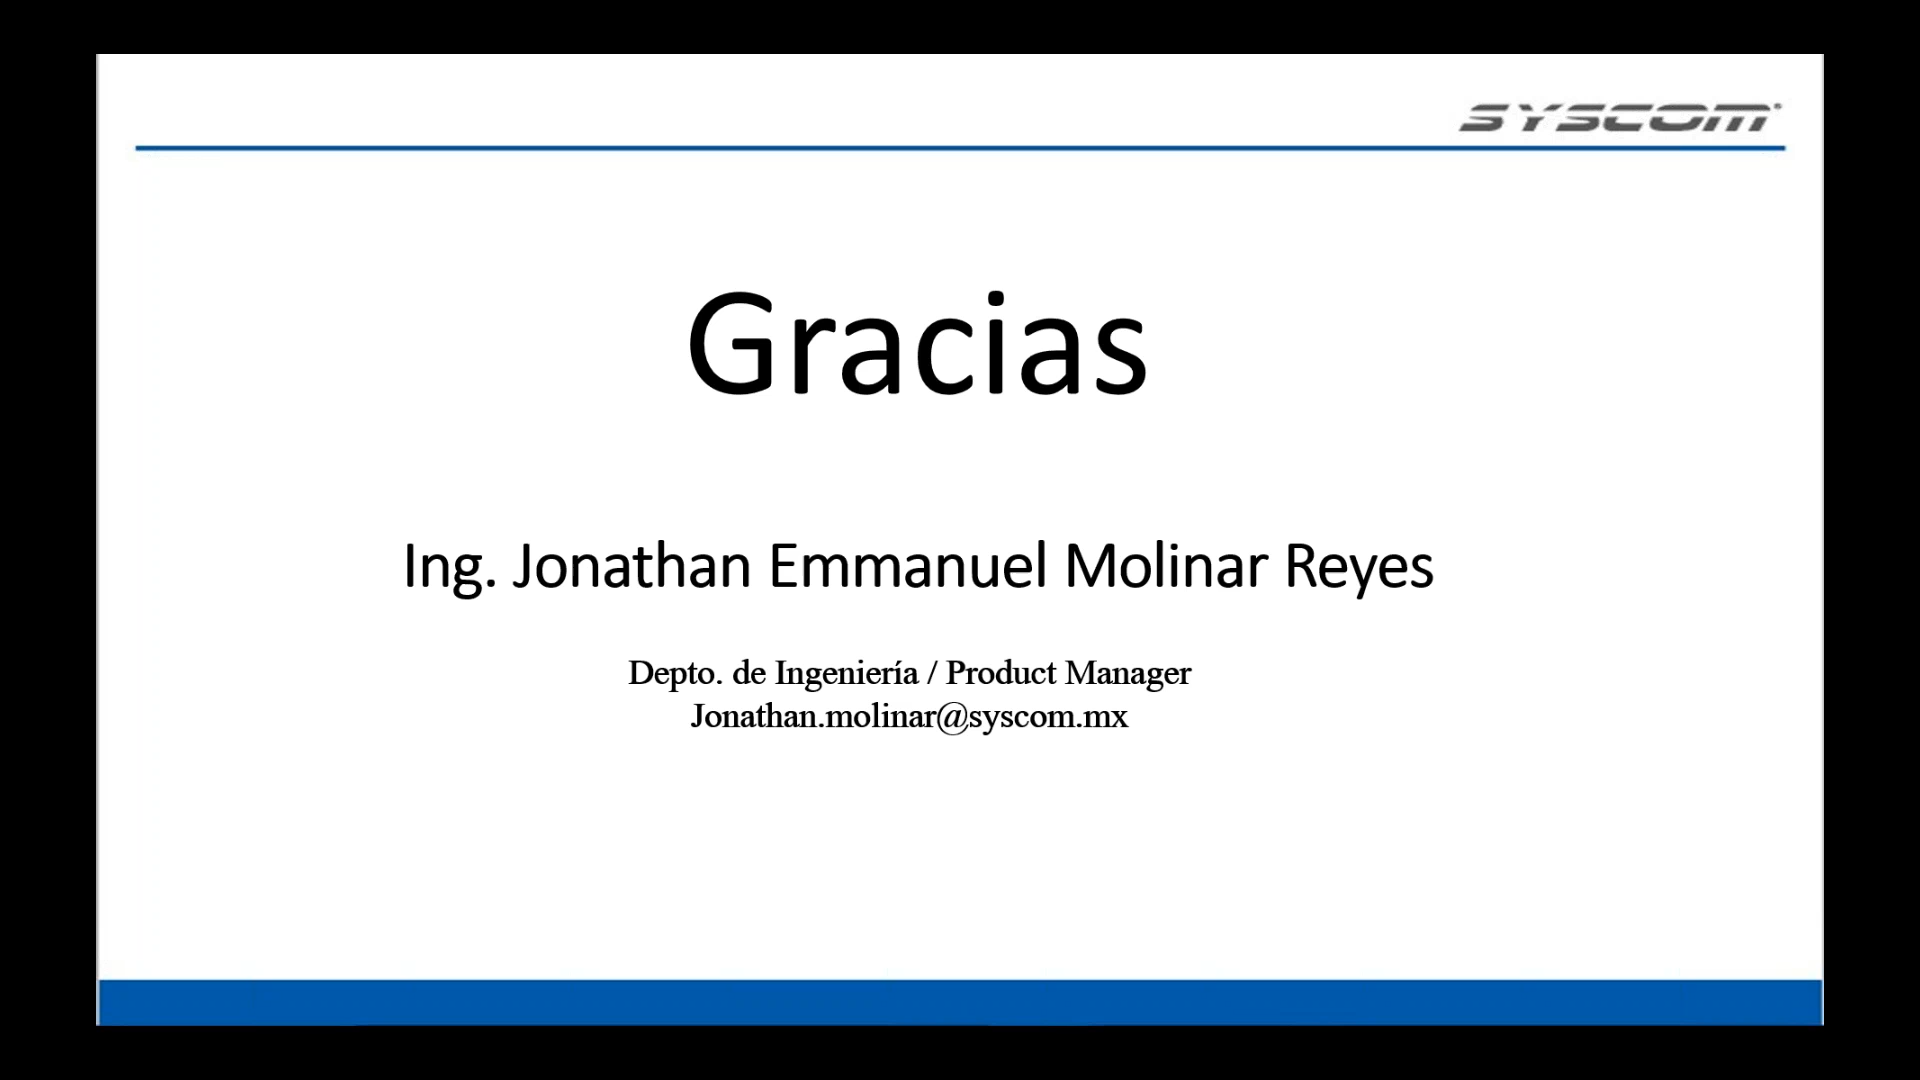 SYSCOM®
Gracias
Ing. Jonathan Emmanuel Molinar Reyes
Depto. de Ingeniería / Product Manager
Jonathan.molinar@syscom.mx